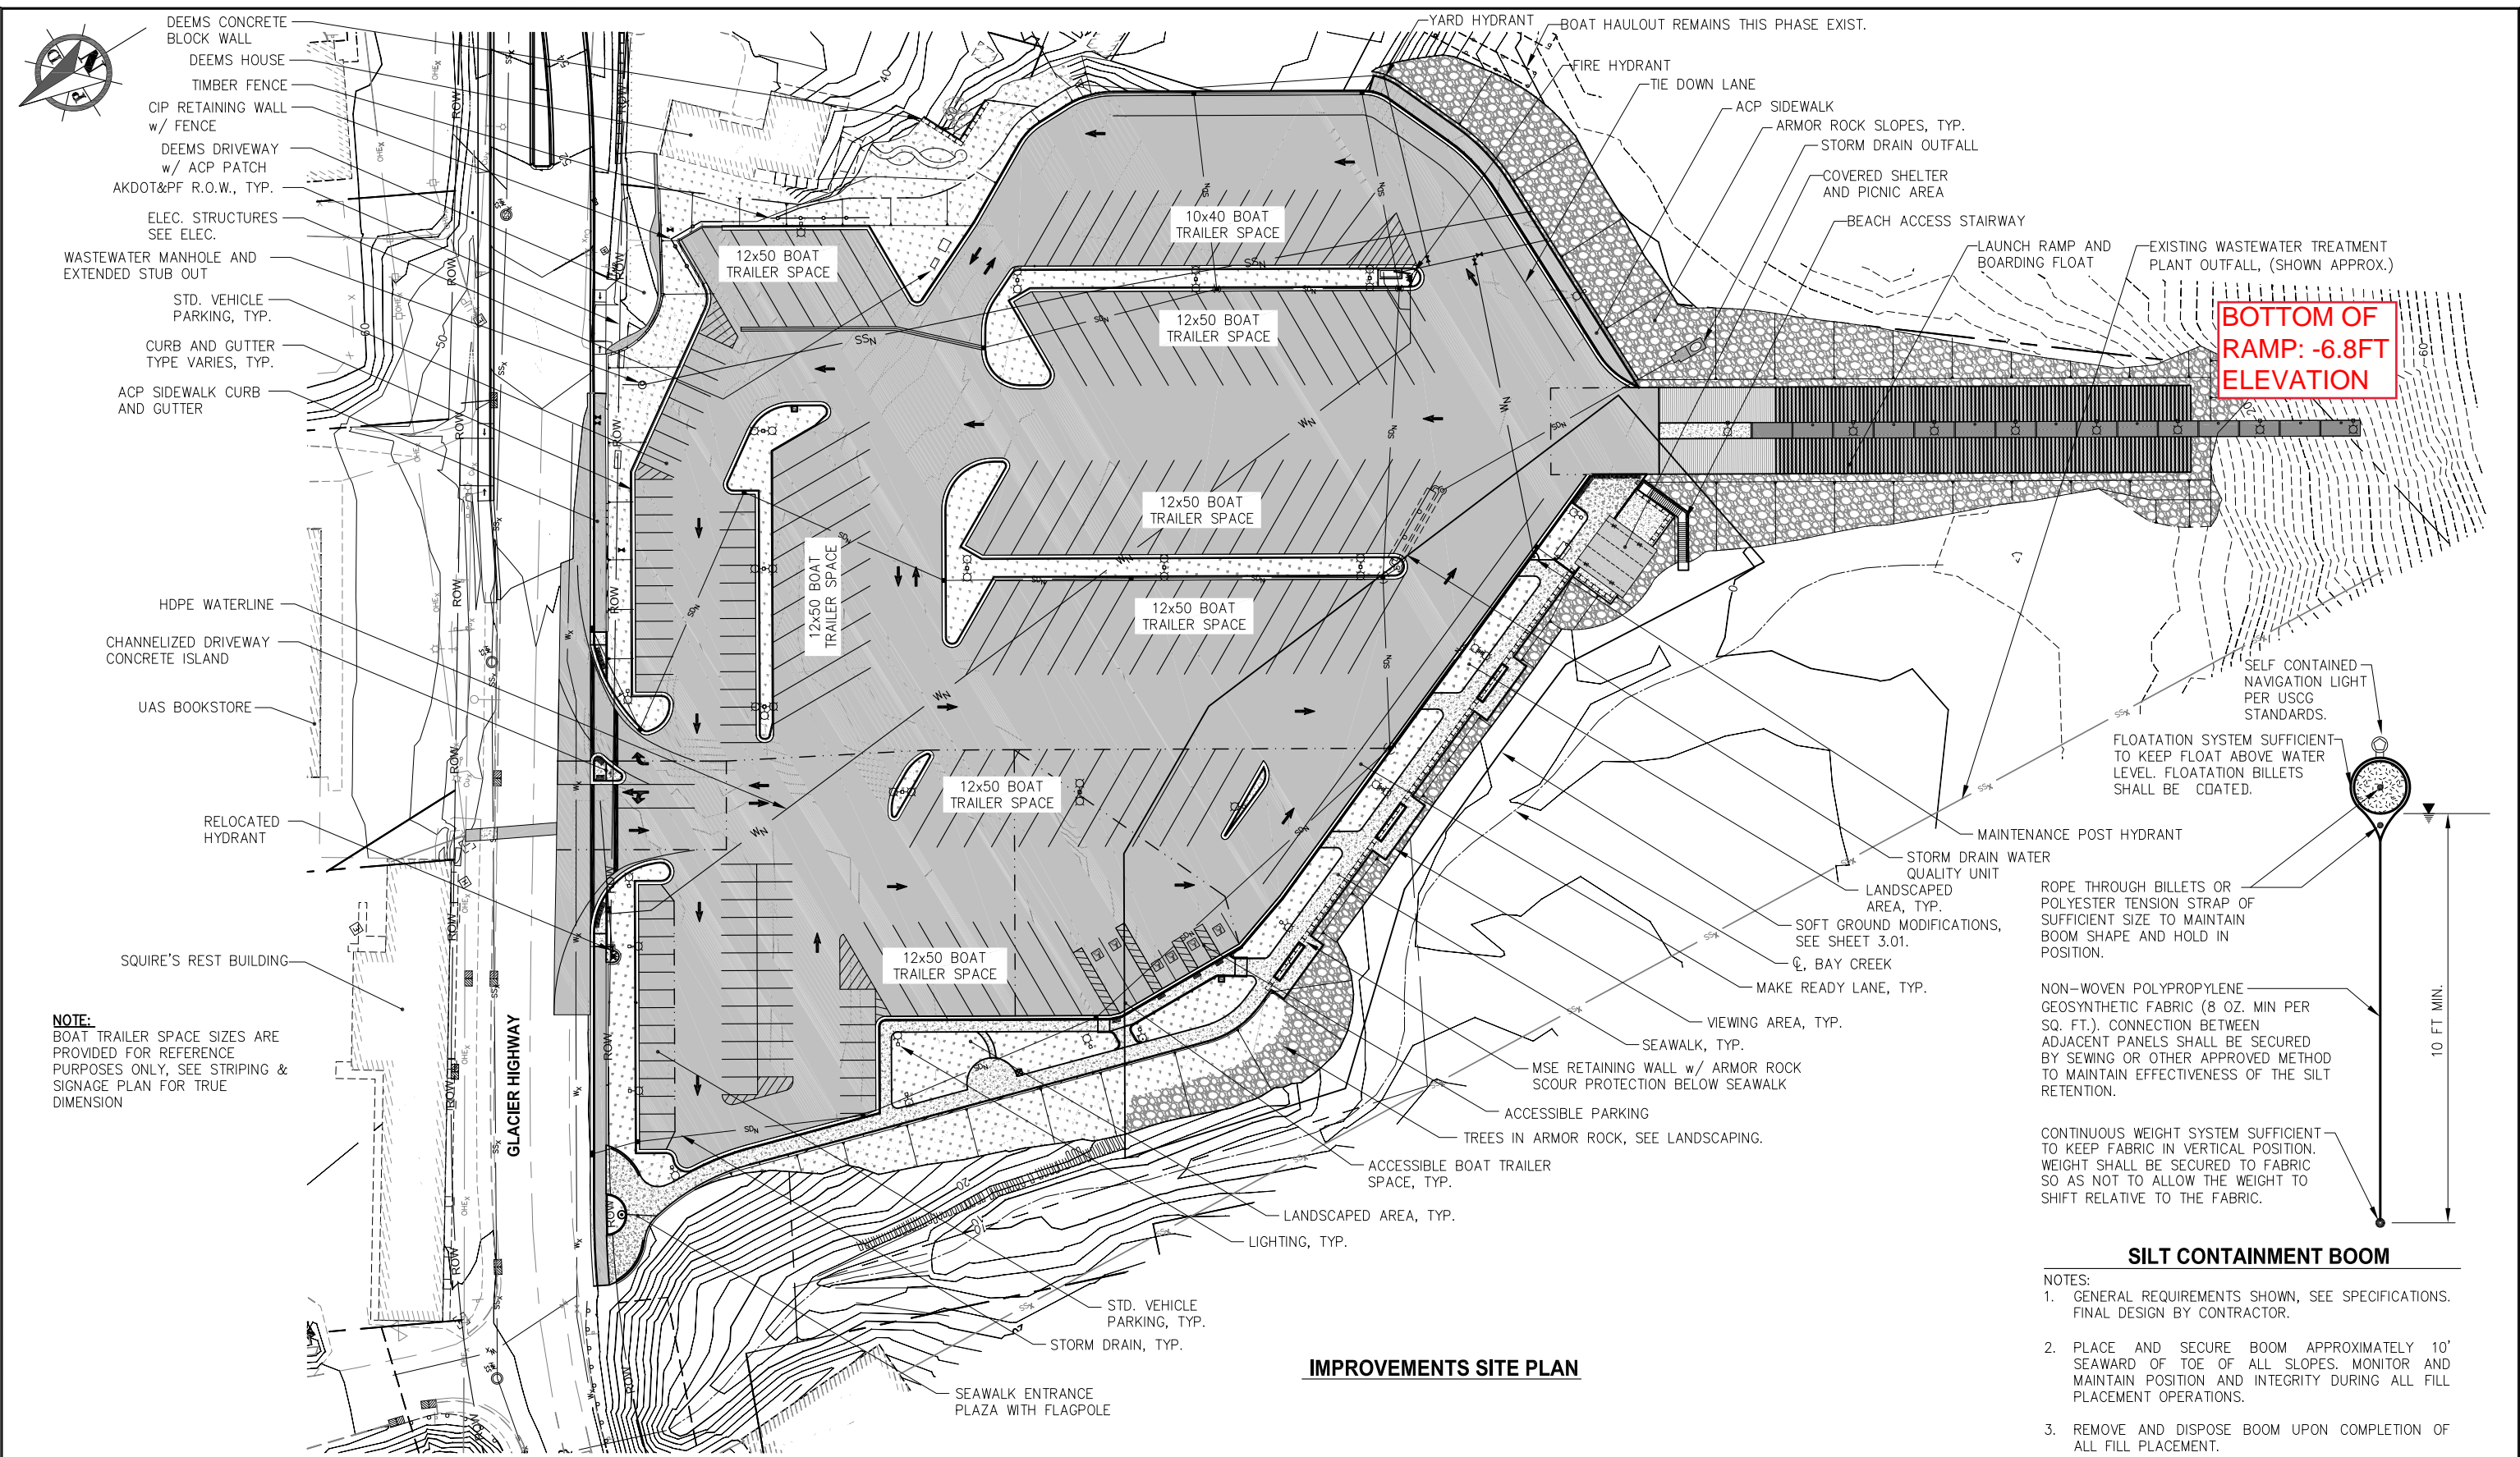 DEEMS CONCRETE
BLOCK WALL
DEEMS HOUSE
TIMBER FENCE
CIP RETAINING WALL
w/ FENCE
DEEMS DRIVEWAY
w/ ACP PATCH
AKDOT&PF R.O.W., TYP.
ELEC. STRUCTURES
SEE ELEC.
WASTEWATER MANHOLE AND
EXTENDED STUB OUT
STD. VEHICLE
PARKING, TYP.
CURB AND GUTTER
TYPE VARIES, TYP.
ACP SIDEWALK CURB
AND GUTTER
HDPE WATERLINE
CHANNELIZED DRIVEWAY
CONCRETE ISLAND
UAS BOOKSTORE
RELOCATED
HYDRANT
SQUIRE'S REST BUILDING
NOTE:
BOAT TRAILER SPACE SIZES ARE
PROVIDED FOR REFERENCE
PURPOSES ONLY, SEE STRIPING &
SIGNAGE PLAN FOR TRUE
DIMENSION
GLACIER HIGHWAY
YARD HYDRANT
BOAT HAULOUT REMAINS THIS PHASE EXIST.
FIRE HYDRANT
TIE DOWN LANE
ACP SIDEWALK
ARMOR ROCK SLOPES, TYP.
STORM DRAIN OUTFALL
COVERED SHELTER
AND PICNIC AREA
BEACH ACCESS STAIRWAY
LAUNCH RAMP AND
BOARDING FLOAT
EXISTING WASTEWATER TREATMENT
PLANT OUTFALL, (SHOWN APPROX.)
BOTTOM OF
RAMP: -6.8FT
ELEVATION
10x40 BOAT
TRAILER SPACE
12x50 BOAT
TRAILER SPACE
12x50 BOAT
TRAILER SPACE
12x50 BOAT
TRAILER SPACE
12x50 BOAT
TRAILER SPACE
12x50 BOAT
TRAILER SPACE
12x50 BOAT
TRAILER SPACE
12x50 BOAT
TRAILER SPACE
MAINTENANCE POST HYDRANT
STORM DRAIN WATER
QUALITY UNIT
LANDSCAPED
AREA, TYP.
SOFT GROUND MODIFICATIONS,
SEE SHEET 3.01.
℄, BAY CREEK
MAKE READY LANE, TYP.
VIEWING AREA, TYP.
SEAWALK, TYP.
MSE RETAINING WALL w/ ARMOR ROCK
SCOUR PROTECTION BELOW SEAWALK
ACCESSIBLE PARKING
TREES IN ARMOR ROCK, SEE LANDSCAPING.
ACCESSIBLE BOAT TRAILER
SPACE, TYP.
LANDSCAPED AREA, TYP.
LIGHTING, TYP.
STD. VEHICLE
PARKING, TYP.
STORM DRAIN, TYP.
SEAWALK ENTRANCE
PLAZA WITH FLAGPOLE
IMPROVEMENTS SITE PLAN
SELF CONTAINED
NAVIGATION LIGHT
PER USCG
STANDARDS.
FLOATATION SYSTEM SUFFICIENT
TO KEEP FLOAT ABOVE WATER
LEVEL. FLOATATION BILLETS
SHALL BE COATED.
ROPE THROUGH BILLETS OR
POLYESTER TENSION STRAP OF
SUFFICIENT SIZE TO MAINTAIN
BOOM SHAPE AND HOLD IN
POSITION.
NON-WOVEN POLYPROPYLENE
GEOSYNTHETIC FABRIC (8 OZ. MIN PER
SQ. FT.). CONNECTION BETWEEN
ADJACENT PANELS SHALL BE SECURED
BY SEWING OR OTHER APPROVED METHOD
TO MAINTAIN EFFECTIVENESS OF THE SILT
RETENTION.
CONTINUOUS WEIGHT SYSTEM SUFFICIENT
TO KEEP FABRIC IN VERTICAL POSITION.
WEIGHT SHALL BE SECURED TO FABRIC
SO AS NOT TO ALLOW THE WEIGHT TO
SHIFT RELATIVE TO THE FABRIC.
10 FT MIN.
SILT CONTAINMENT BOOM
NOTES:
1. GENERAL REQUIREMENTS SHOWN, SEE SPECIFICATIONS.
FINAL DESIGN BY CONTRACTOR.
2. PLACE AND SECURE BOOM APPROXIMATELY 10'
SEAWARD OF TOE OF ALL SLOPES. MONITOR AND
MAINTAIN POSITION AND INTEGRITY DURING ALL FILL
PLACEMENT OPERATIONS.
3. REMOVE AND DISPOSE BOOM UPON COMPLETION OF
ALL FILL PLACEMENT.